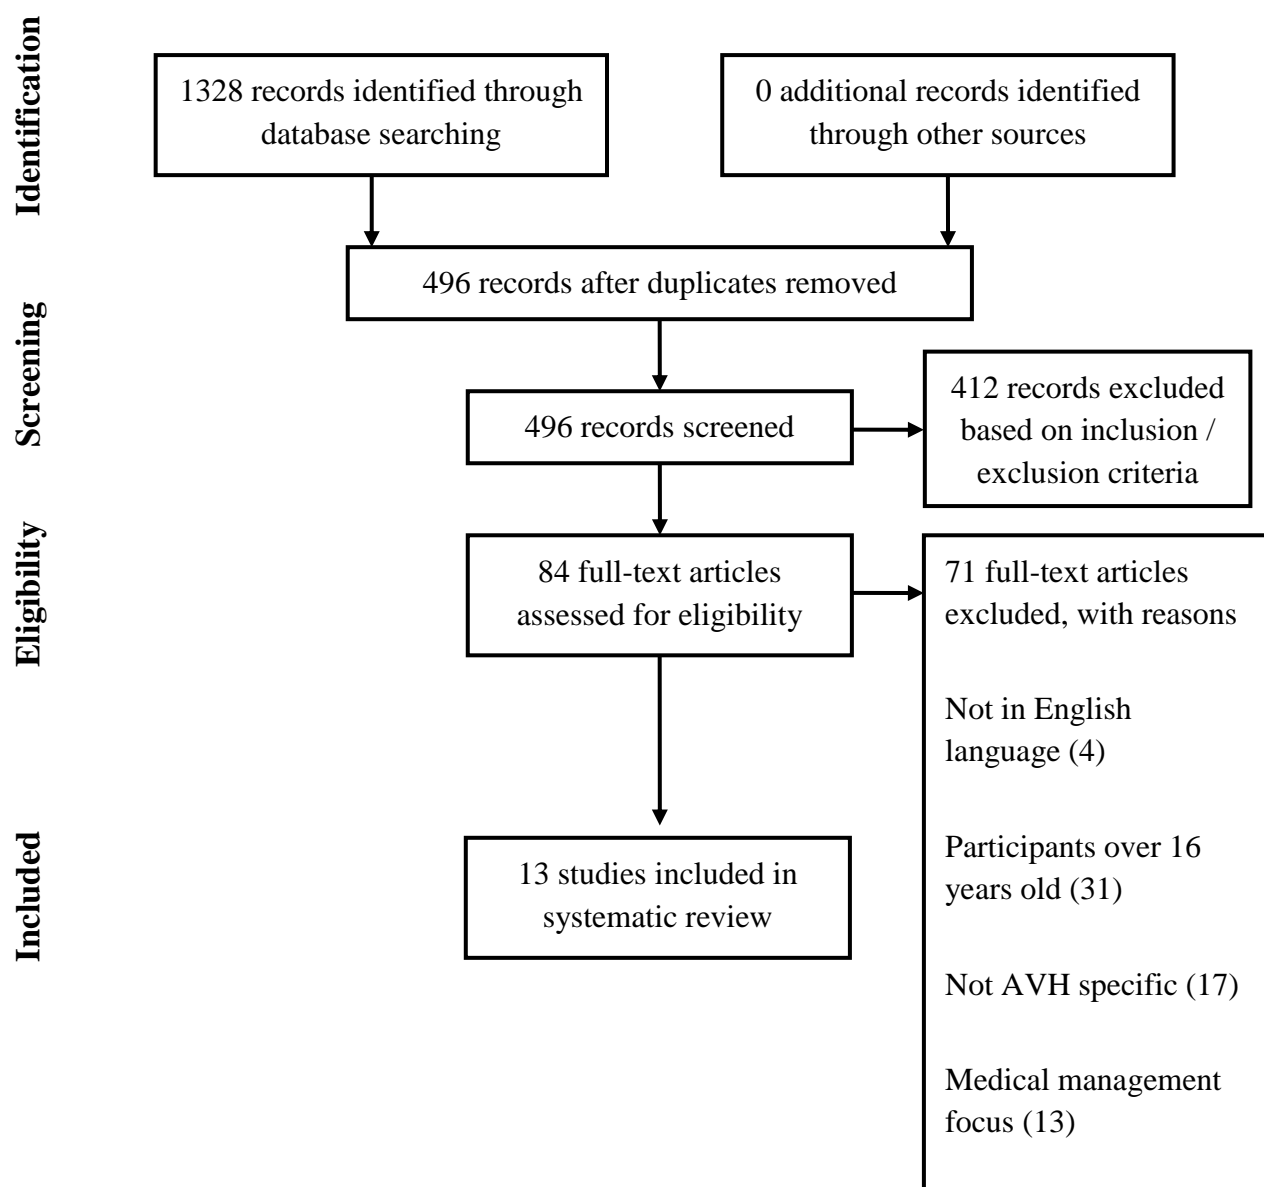 Identification
1328 records identified through
database searching
0 additional records identified
through other sources
496 records after duplicates removed
Screening
496 records screened
412 records excluded
based on inclusion /
exclusion criteria
Eligibility
84 full-text articles
assessed for eligibility
71 full-text articles
excluded, with reasons
Not in English
language (4)
Participants over 16
years old (31)
Not AVH specific (17)
Medical management
focus (13)
Included
13 studies included in
systematic review